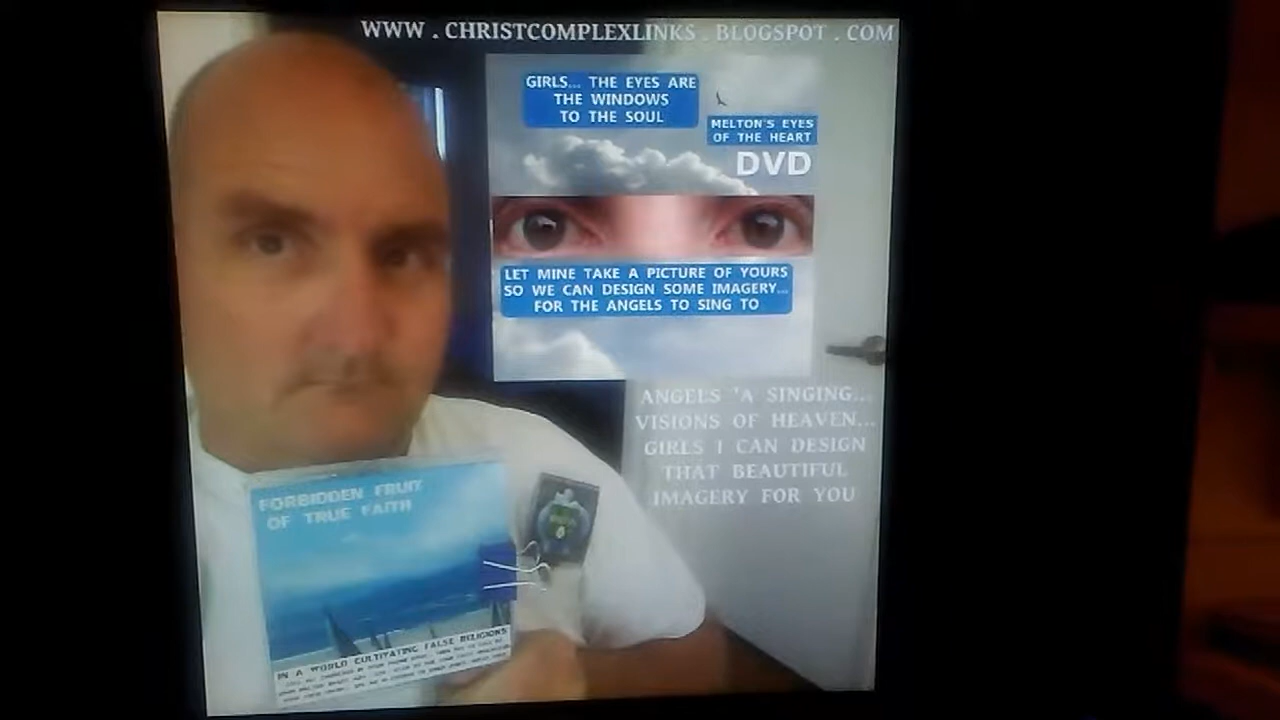 WWW . CHRISTCOMPLEXLINKS . BLOGSPOT . COM
GIRLS... THE EYES ARE
THE WINDOWS
TO THE SOUL
MELTON'S EYES
OF THE HEART
DVD
LET MINE TAKE A PICTURE OF YOURS
SO WE CAN DESIGN SOME IMAGERY...
FOR THE ANGELS TO SING TO
ANGELS 'A SINGING...
VISIONS OF HEAVEN...
GIRLS I CAN DESIGN
THAT BEAUTIFUL
IMAGERY FOR YOU
FORBIDDEN FRUIT
OF TRUE FAITH
IN A WORLD CULTIVATING FALSE RELIGIONS